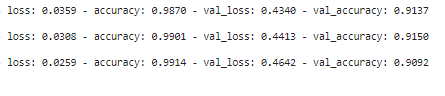 loss: 0.0359 - accuracy: 0.9870 - val_loss: 0.4340 - val_accuracy: 0.9137
loss: 0.0308 - accuracy: 0.9901 - val_loss: 0.4413 - val_accuracy: 0.9150
loss: 0.0259 - accuracy: 0.9914 - val_loss: 0.4642 - val_accuracy: 0.9092